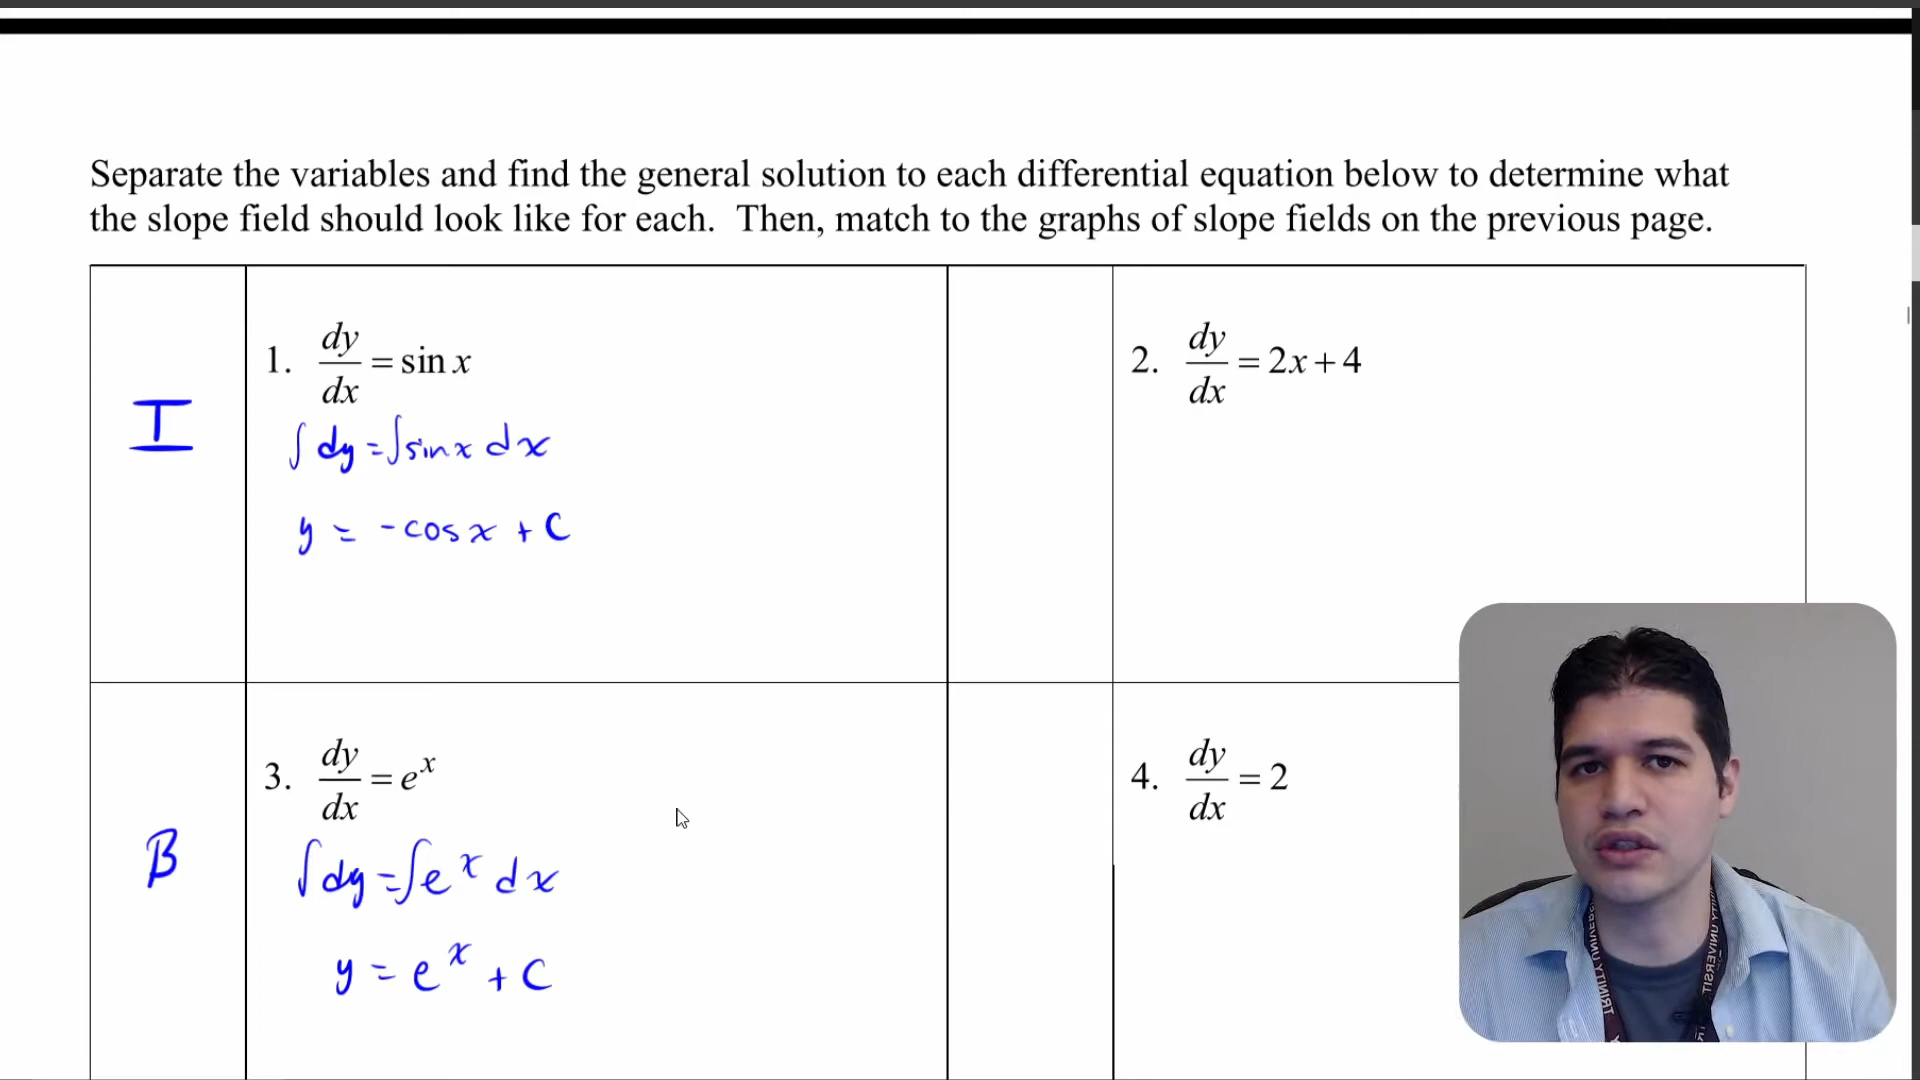 Separate the variables and find the general solution to each differential equation below to determine what
the slope field should look like for each. Then, match to the graphs of slope fields on the previous page.
I
1. dy/dx = sin x
∫ dy = ∫ sin x dx
y = -cos x + C
2. dy/dx = 2x + 4
B
3. dy/dx = e^x
∫ dy = ∫ e^x dx
y = e^x + C
4. dy/dx = 2